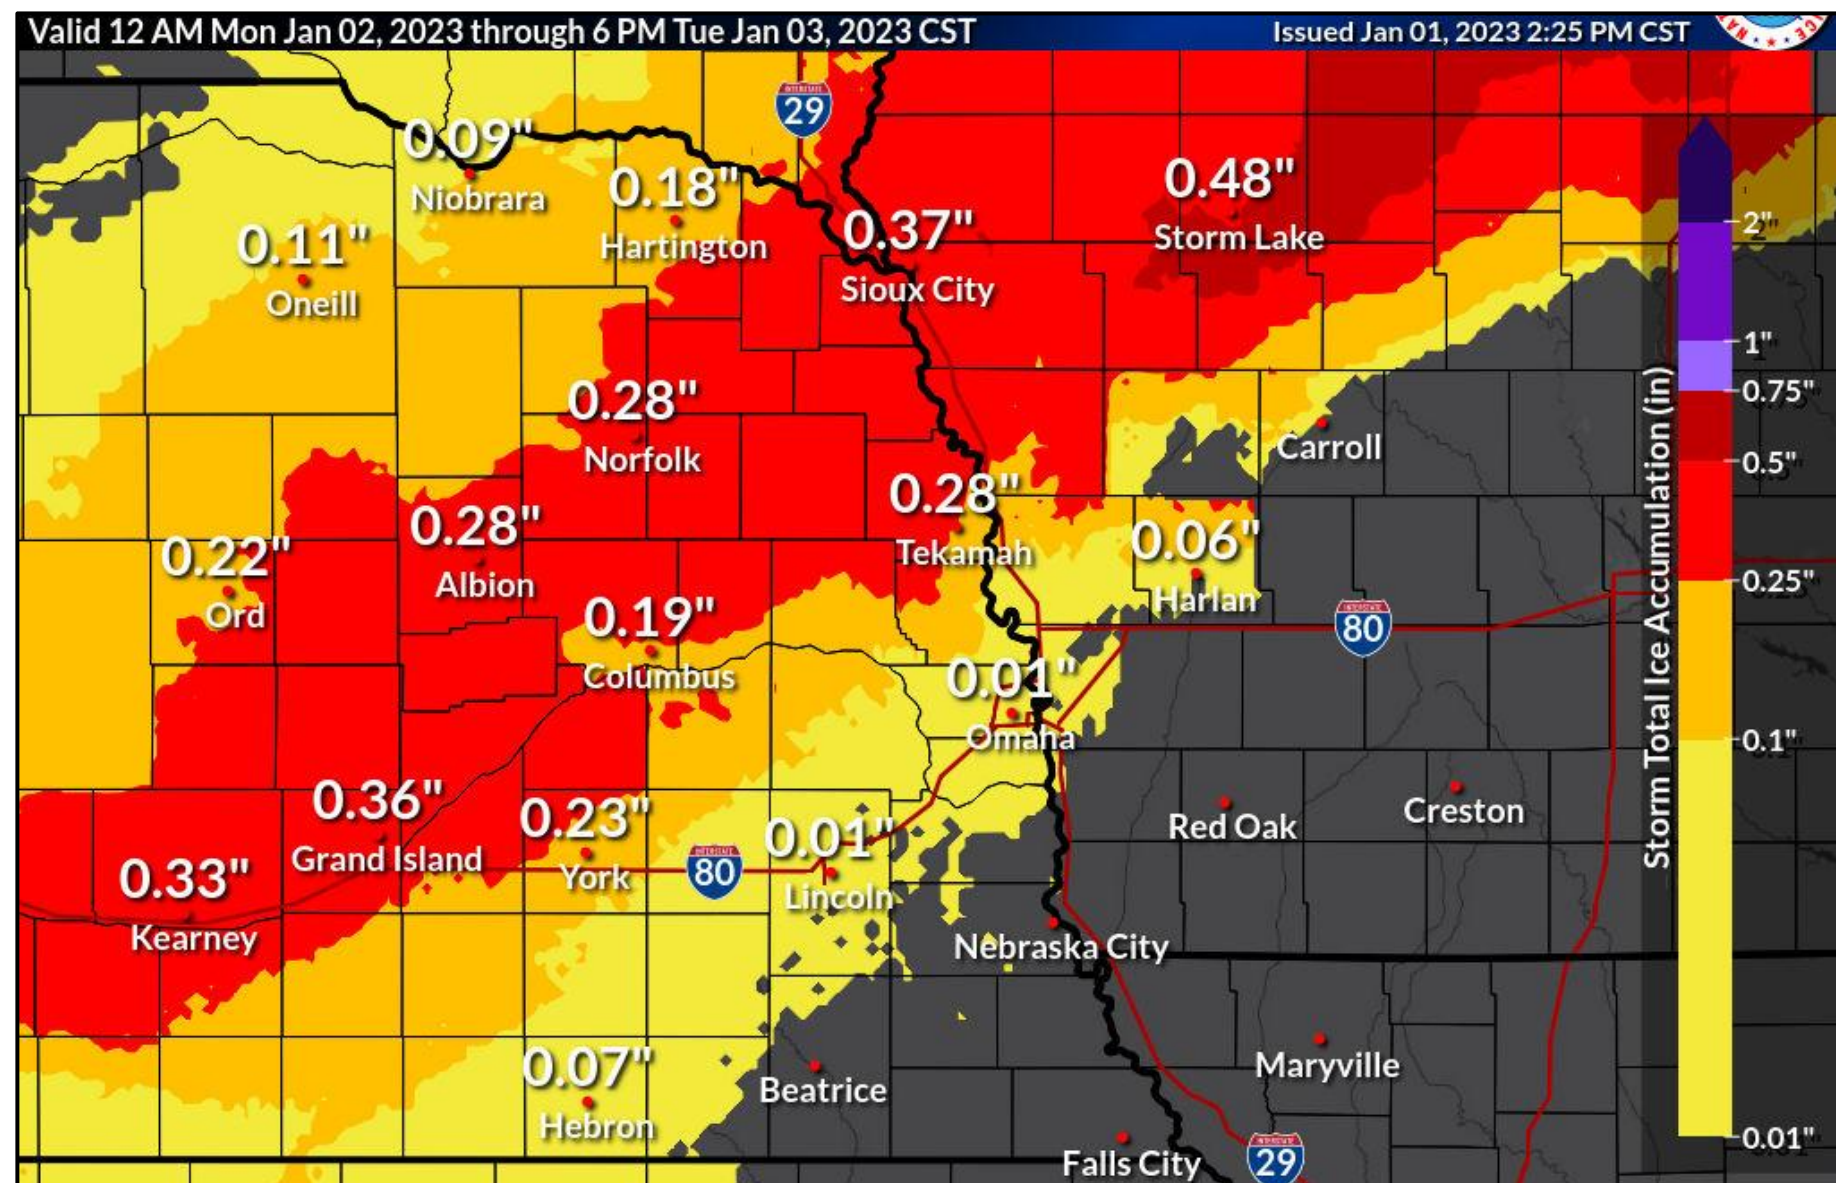 Valid 12 AM Mon Jan 02, 2023 through 6 PM Tue Jan 03, 2023 CST
Issued Jan 01, 2023 2:25 PM CST
INTERSTATE
29
0.09"
Niobrara
0.18"
Hartington
0.48"
Storm Lake
0.11"
Oneill
0.37"
Sioux City
2"
1"
0.75"
0.5"
0.25"
0.1"
0.01"
Storm Total Ice Accumulation (in)
0.28"
Norfolk
Carroll
0.28"
Albion
0.28"
Tekamah
0.06"
Harlan
0.22"
Ord
0.19"
Columbus
INTERSTATE
80
0.01"
Omaha
0.36"
Grand Island
0.23"
York
INTERSTATE
80
0.01"
Lincoln
Red Oak
Creston
0.33"
Kearney
Nebraska City
0.07"
Hebron
Beatrice
Maryville
Falls City
INTERSTATE
29